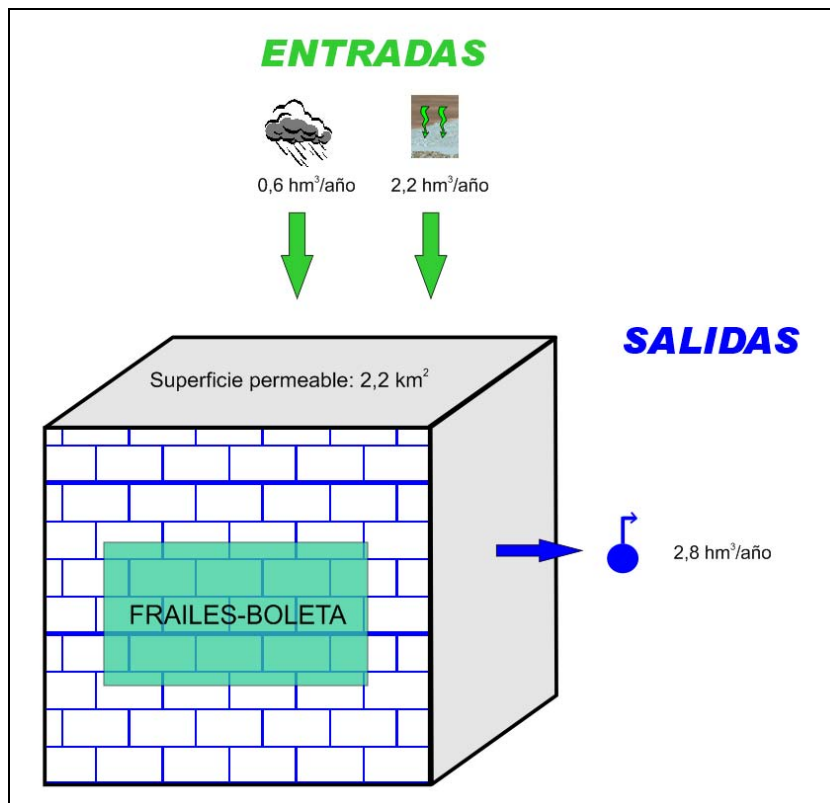 ENTRADAS
0,6 hm³/año
2,2 hm³/año
SALIDAS
Superficie permeable: 2,2 km²
2,8 hm³/año
FRAILES-BOLETA